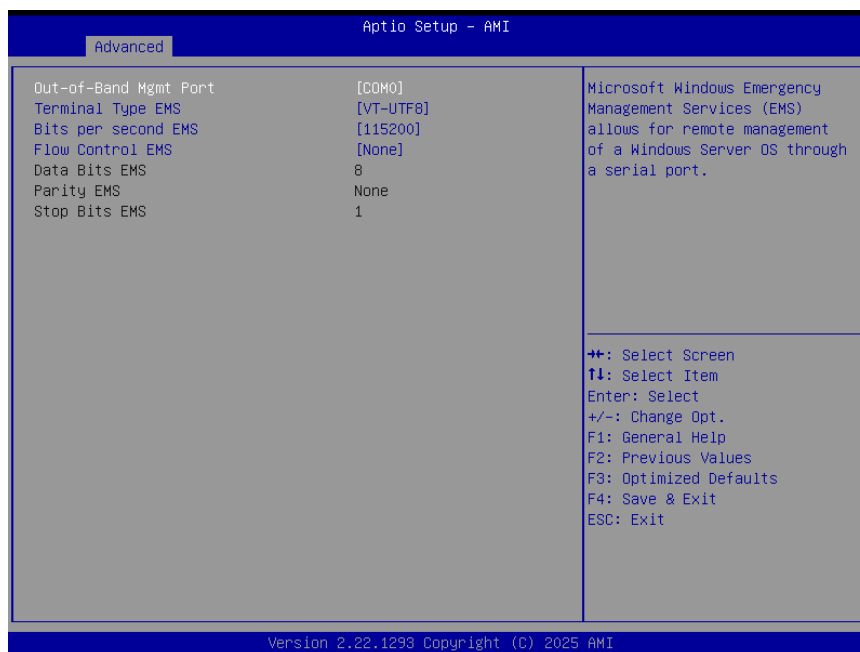 Aptio Setup – AMI
Advanced
Out-of-Band Mgmt Port [COM0]
Terminal Type EMS [VT-UTF8]
Bits per second EMS [115200]
Flow Control EMS [None]
Data Bits EMS 8
Parity EMS None
Stop Bits EMS 1
Microsoft Windows Emergency
Management Services (EMS)
allows for remote management
of a Windows Server OS through
a serial port.
→←: Select Screen
↑↓: Select Item
Enter: Select
+/-: Change Opt.
F1: General Help
F2: Previous Values
F3: Optimized Defaults
F4: Save & Exit
ESC: Exit
Version 2.22.1293 Copyright (C) 2025 AMI